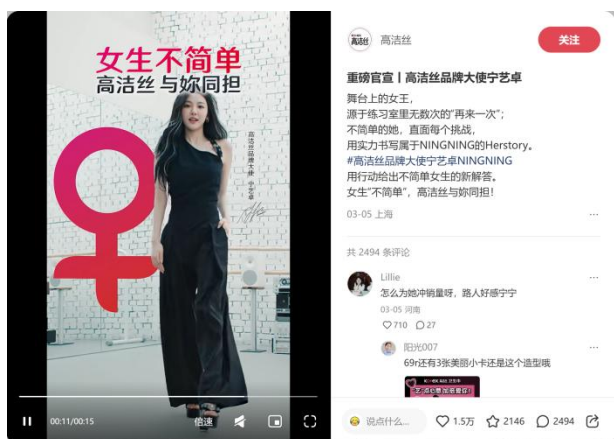 女生不简单
高洁丝 与妳同担
高洁丝品牌大使 宁艺卓
00:11/00:15
倍速
高洁丝
高洁丝
关注
重磅官宣丨高洁丝品牌大使宁艺卓
舞台上的女王,
源于练习室里无数次的“再来一次”;
不简单的她,直面每个挑战,
用实力书写属于NINGNING的Herstory。
#高洁丝品牌大使宁艺卓NINGNING
用行动给出不简单女生的新解答。
女生”不简单”,高洁丝与妳同担!
03-05 上海
共 2494 条评论
Lillie
怎么为她冲销量呀,路人好感宁宁
03-05 河南
710 27
阳光007
69r还有3张美丽小卡还是这个造型哦
说点什么...
1.5万 2146 2494